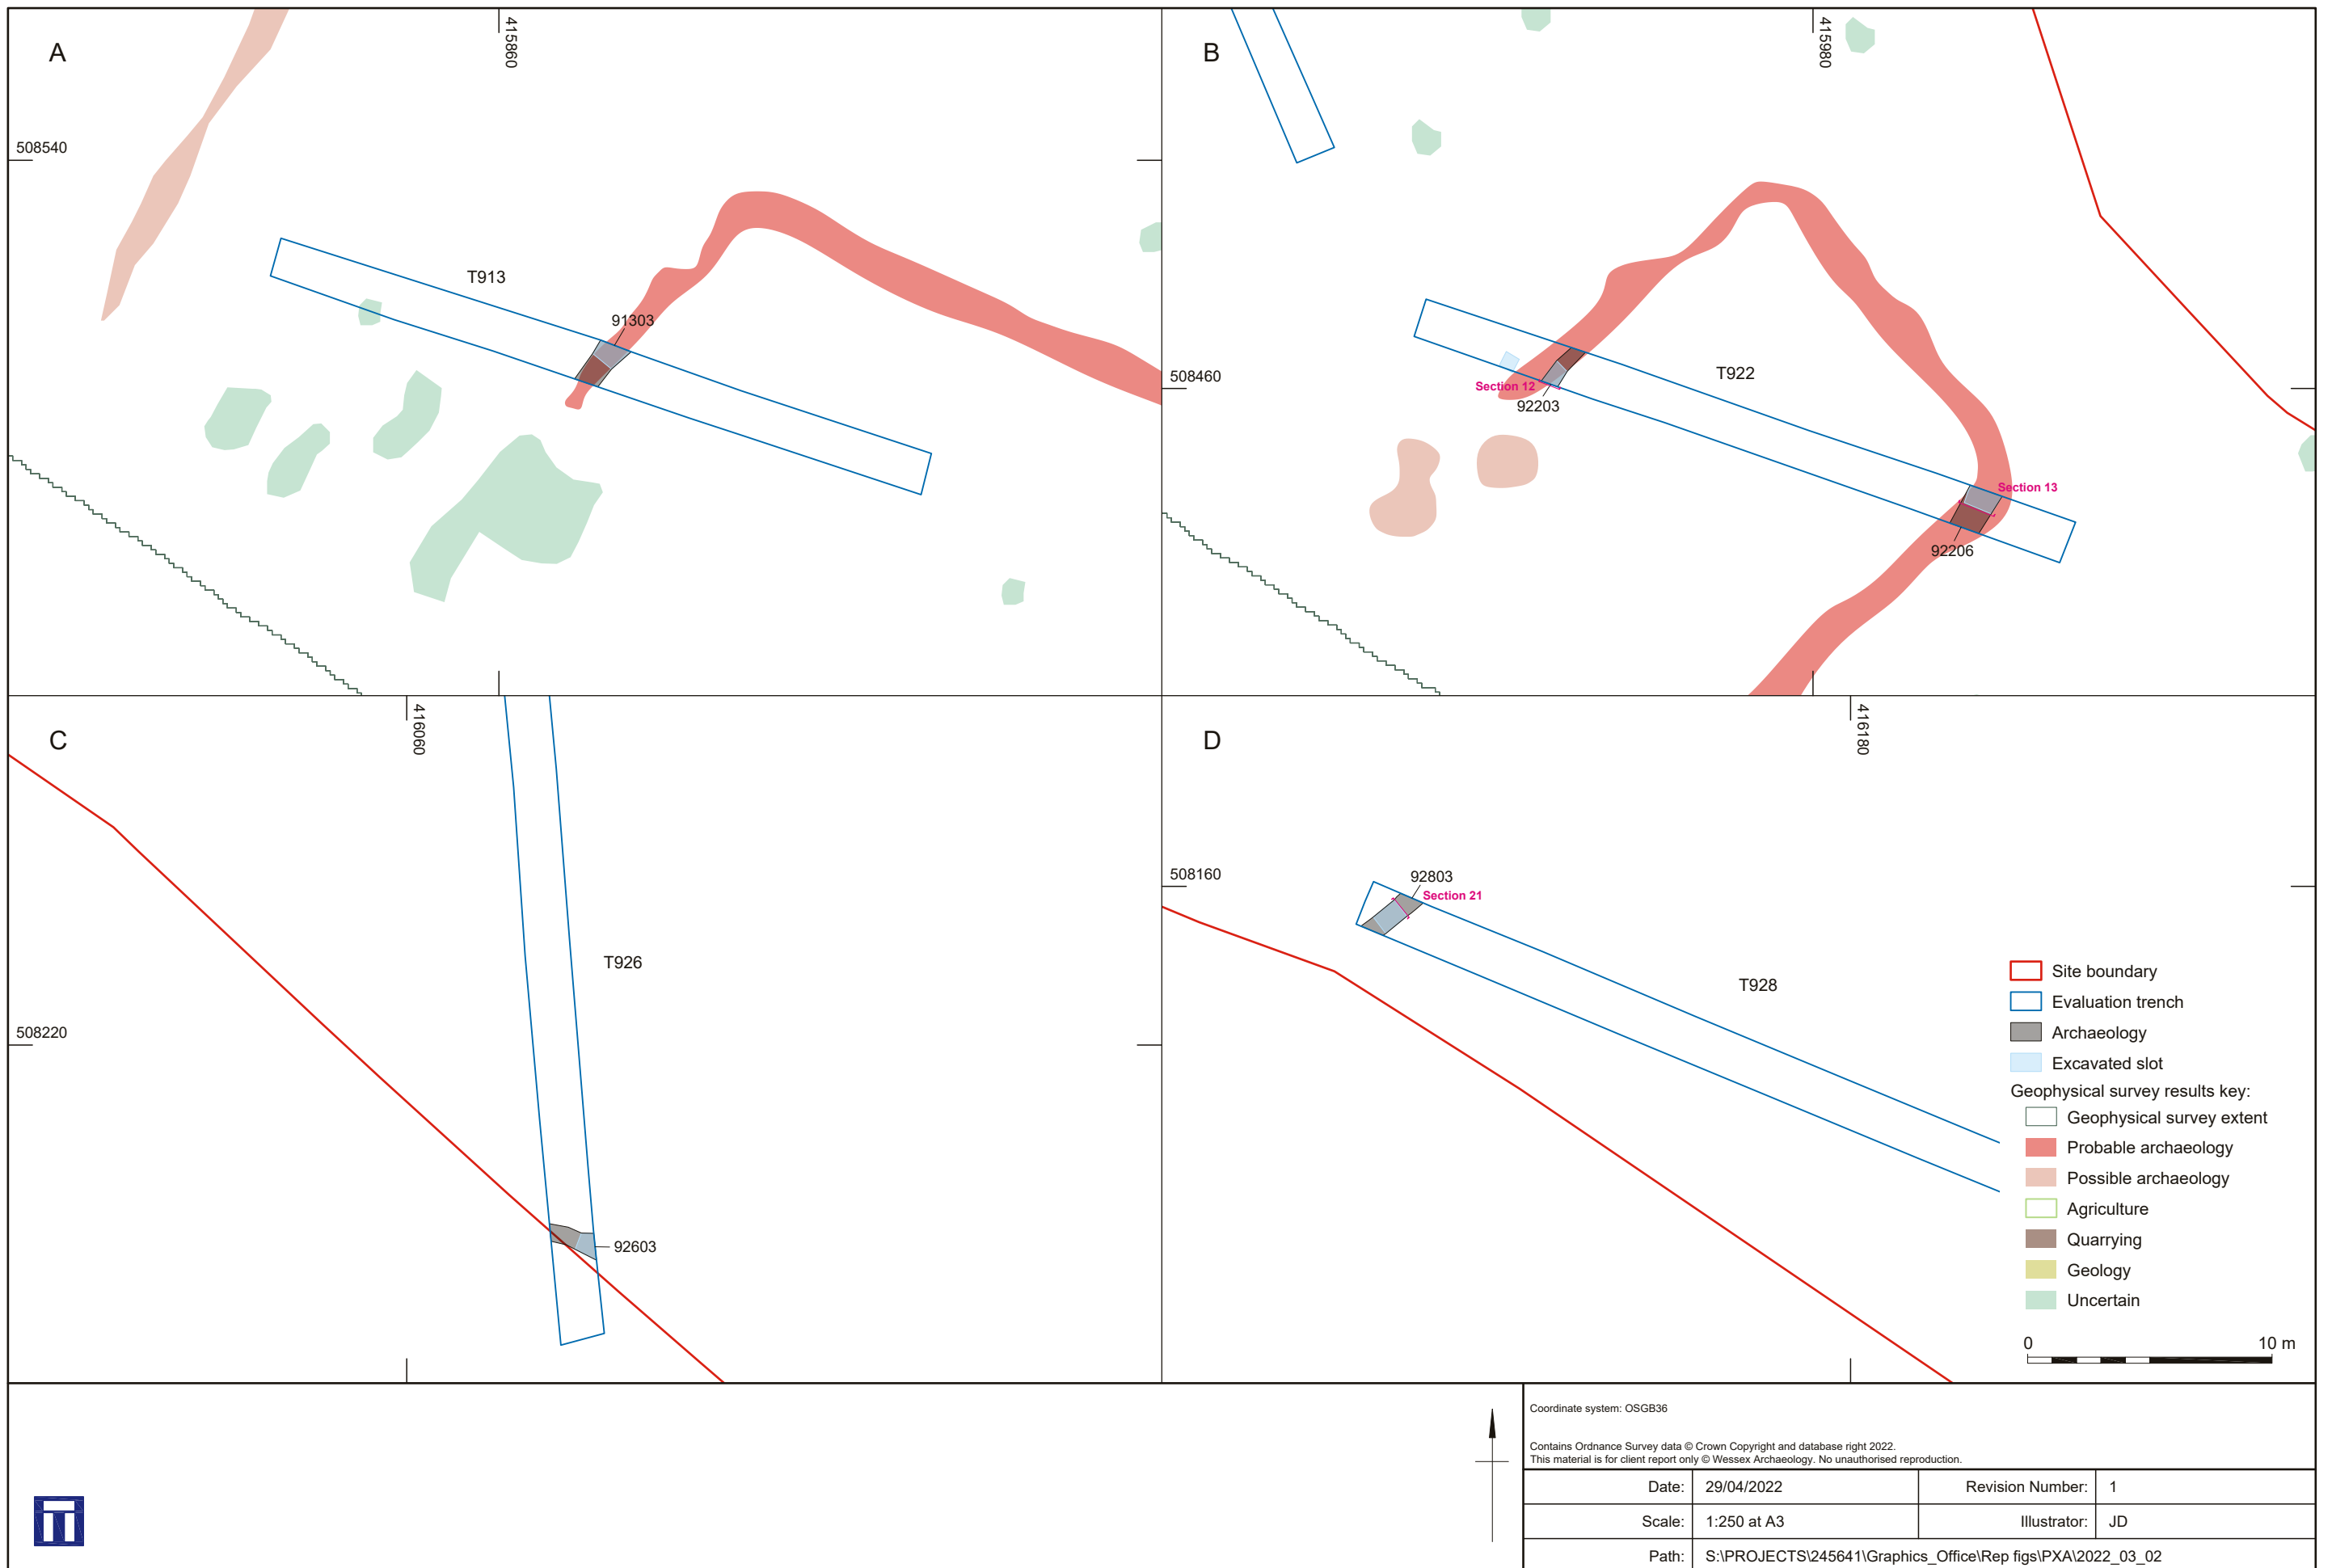 A
415860
508540
T913
91303
B
415980
508460
T922
Section 12
92203
Section 13
92206
C
416060
508220
T926
92603
D
416180
508160
92803
Section 21
T928
Site boundary
Evaluation trench
Archaeology
Excavated slot
Geophysical survey results key:
Geophysical survey extent
Probable archaeology
Possible archaeology
Agriculture
Quarrying
Geology
Uncertain
0 10 m
Coordinate system: OSGB36
Contains Ordnance Survey data © Crown Copyright and database right 2022.
This material is for client report only © Wessex Archaeology. No unauthorised reproduction.
Date: 29/04/2022 Revision Number: 1
Scale: 1:250 at A3 Illustrator: JD
Path: S:\PROJECTS\245641\Graphics_Office\Rep figs\PXA\2022_03_02